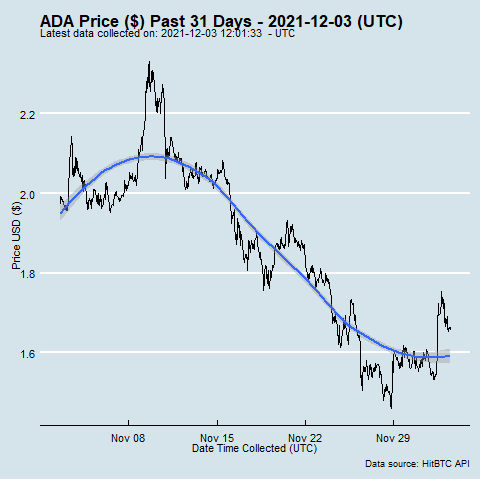 ADA Price ($) Past 31 Days - 2021-12-03 (UTC)
Latest data collected on: 2021-12-03 12:01:33  - UTC
Price USD ($)
2.2
2.0
1.8
1.6
Nov 08
Nov 15
Nov 22
Nov 29
Date Time Collected (UTC)
Data source: HitBTC API